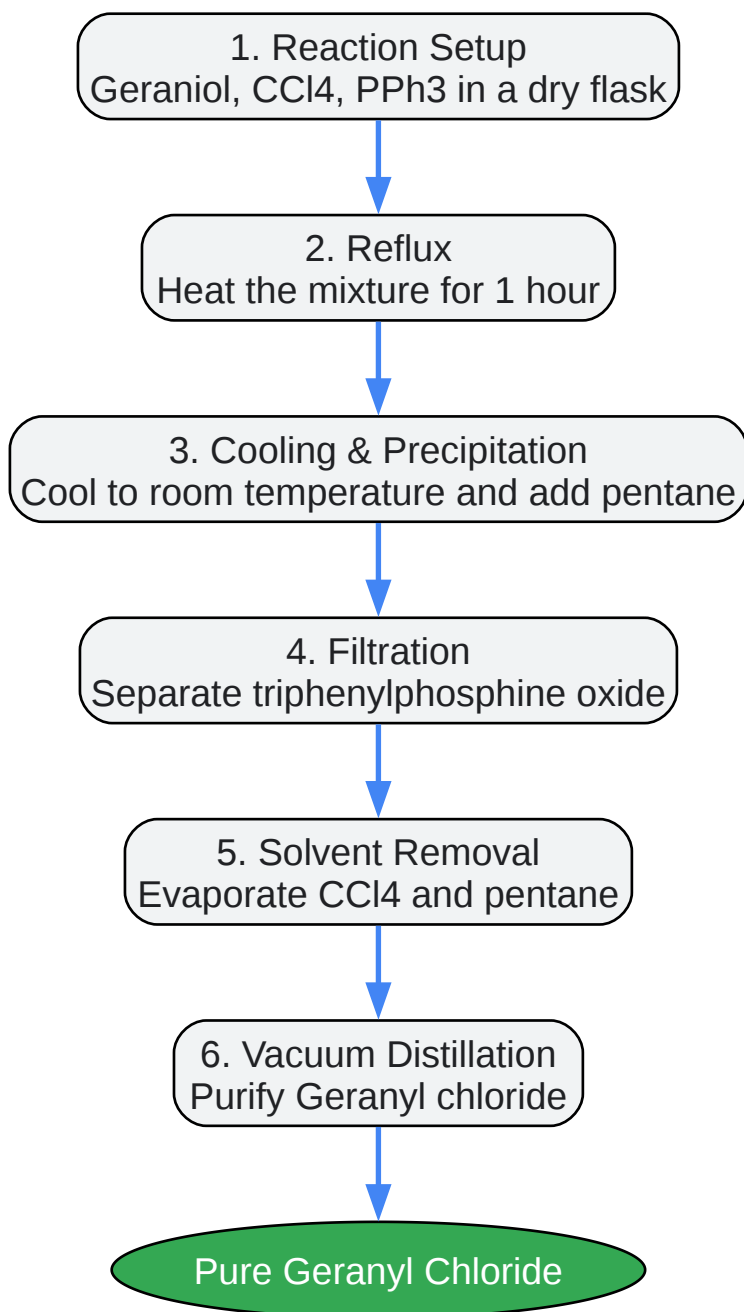 1. Reaction Setup
Geraniol, CCl4, PPh3 in a dry flask
2. Reflux
Heat the mixture for 1 hour
3. Cooling & Precipitation
Cool to room temperature and add pentane
4. Filtration
Separate triphenylphosphine oxide
5. Solvent Removal
Evaporate CCl4 and pentane
6. Vacuum Distillation
Purify Geranyl chloride
Pure Geranyl Chloride